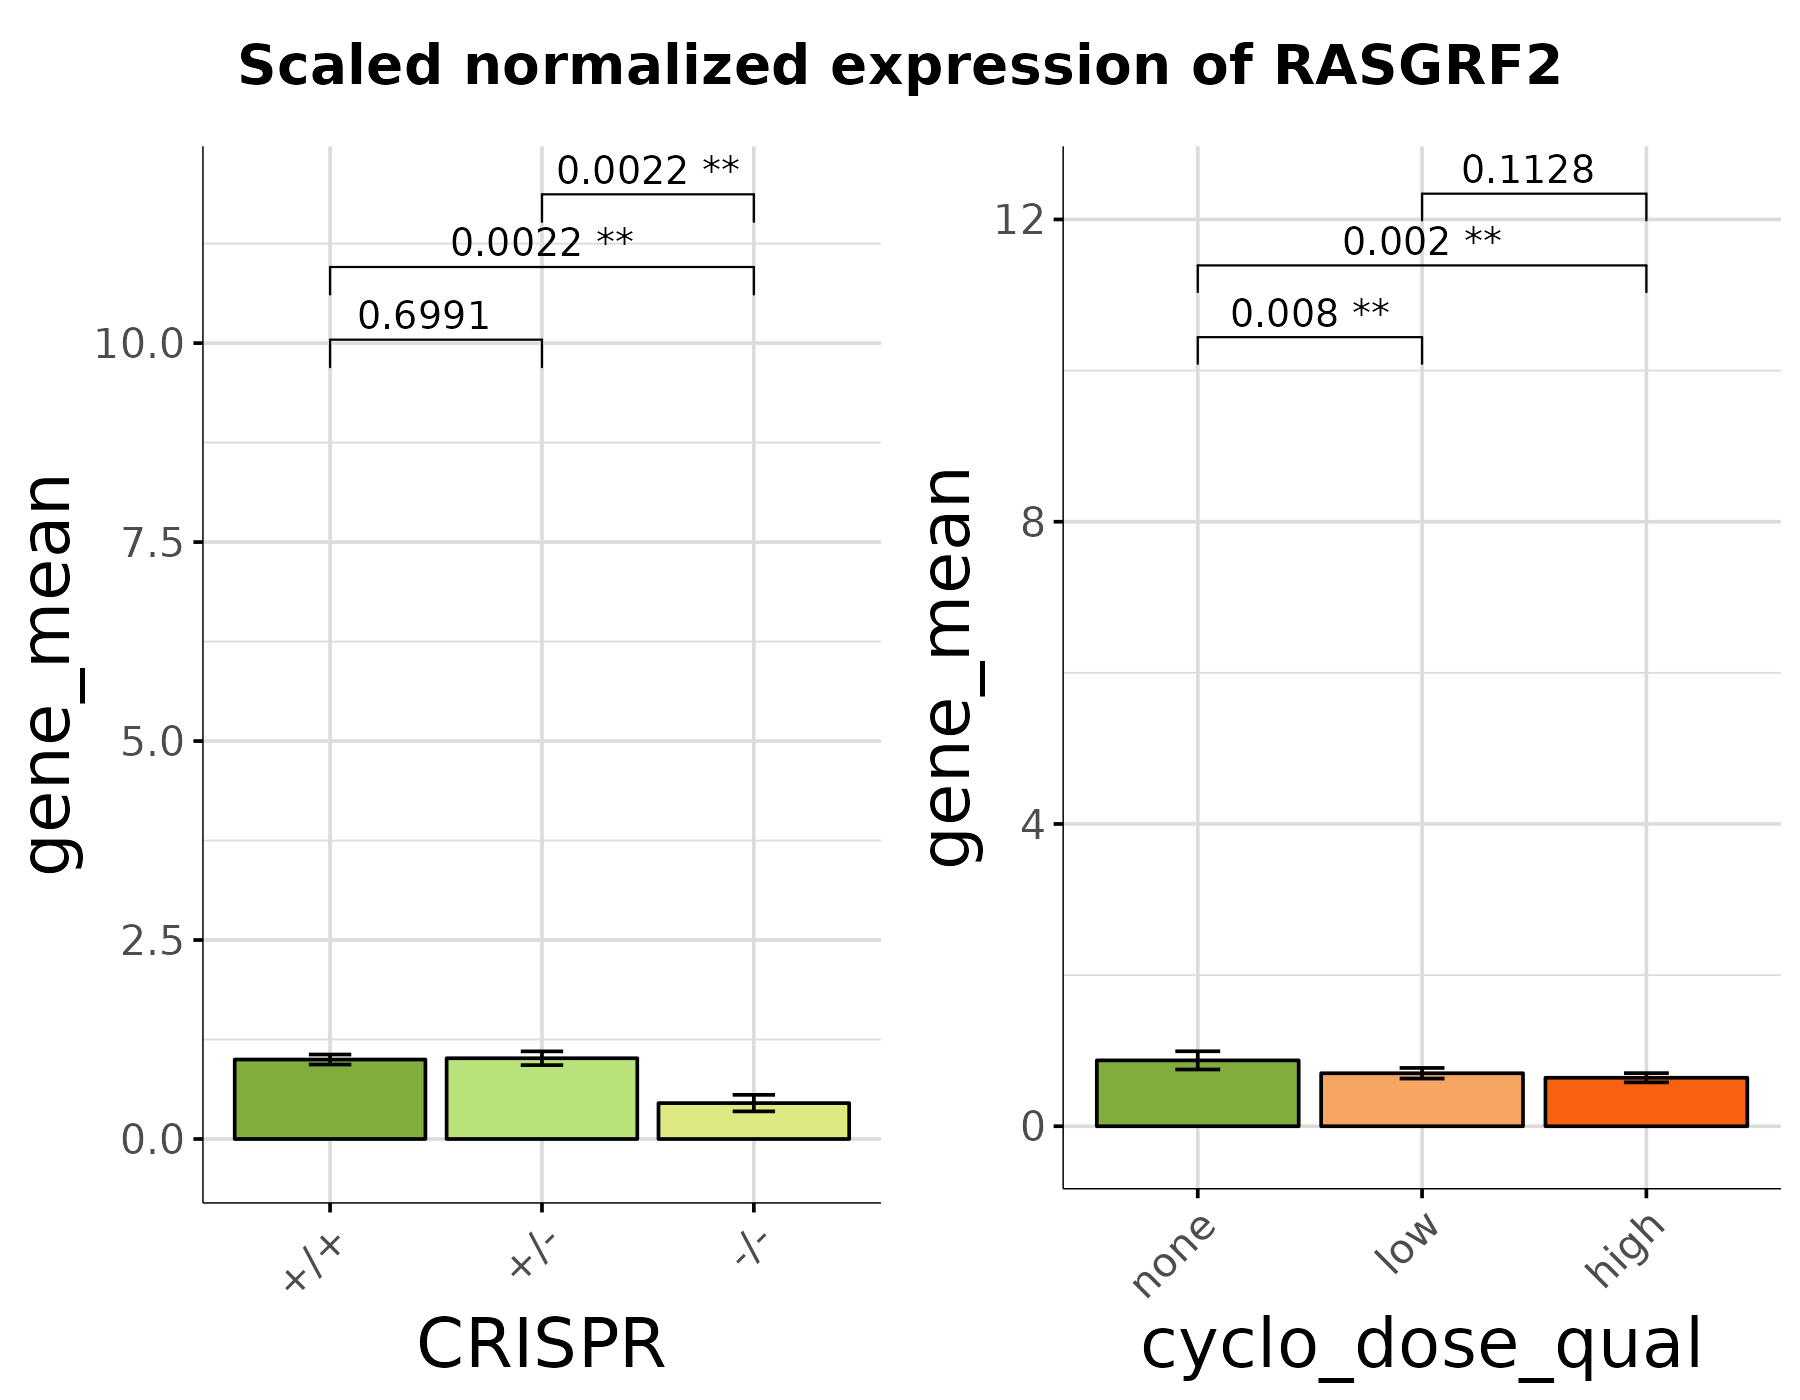 Scaled normalized expression of RASGRF2
gene_mean
10.0
7.5
5.0
2.5
0.0
0.0022 **
0.0022 **
0.6991
+/+
+/-
-/-
CRISPR
gene_mean
12
8
4
0
0.1128
0.002 **
0.008 **
none
low
high
cyclo_dose_qual